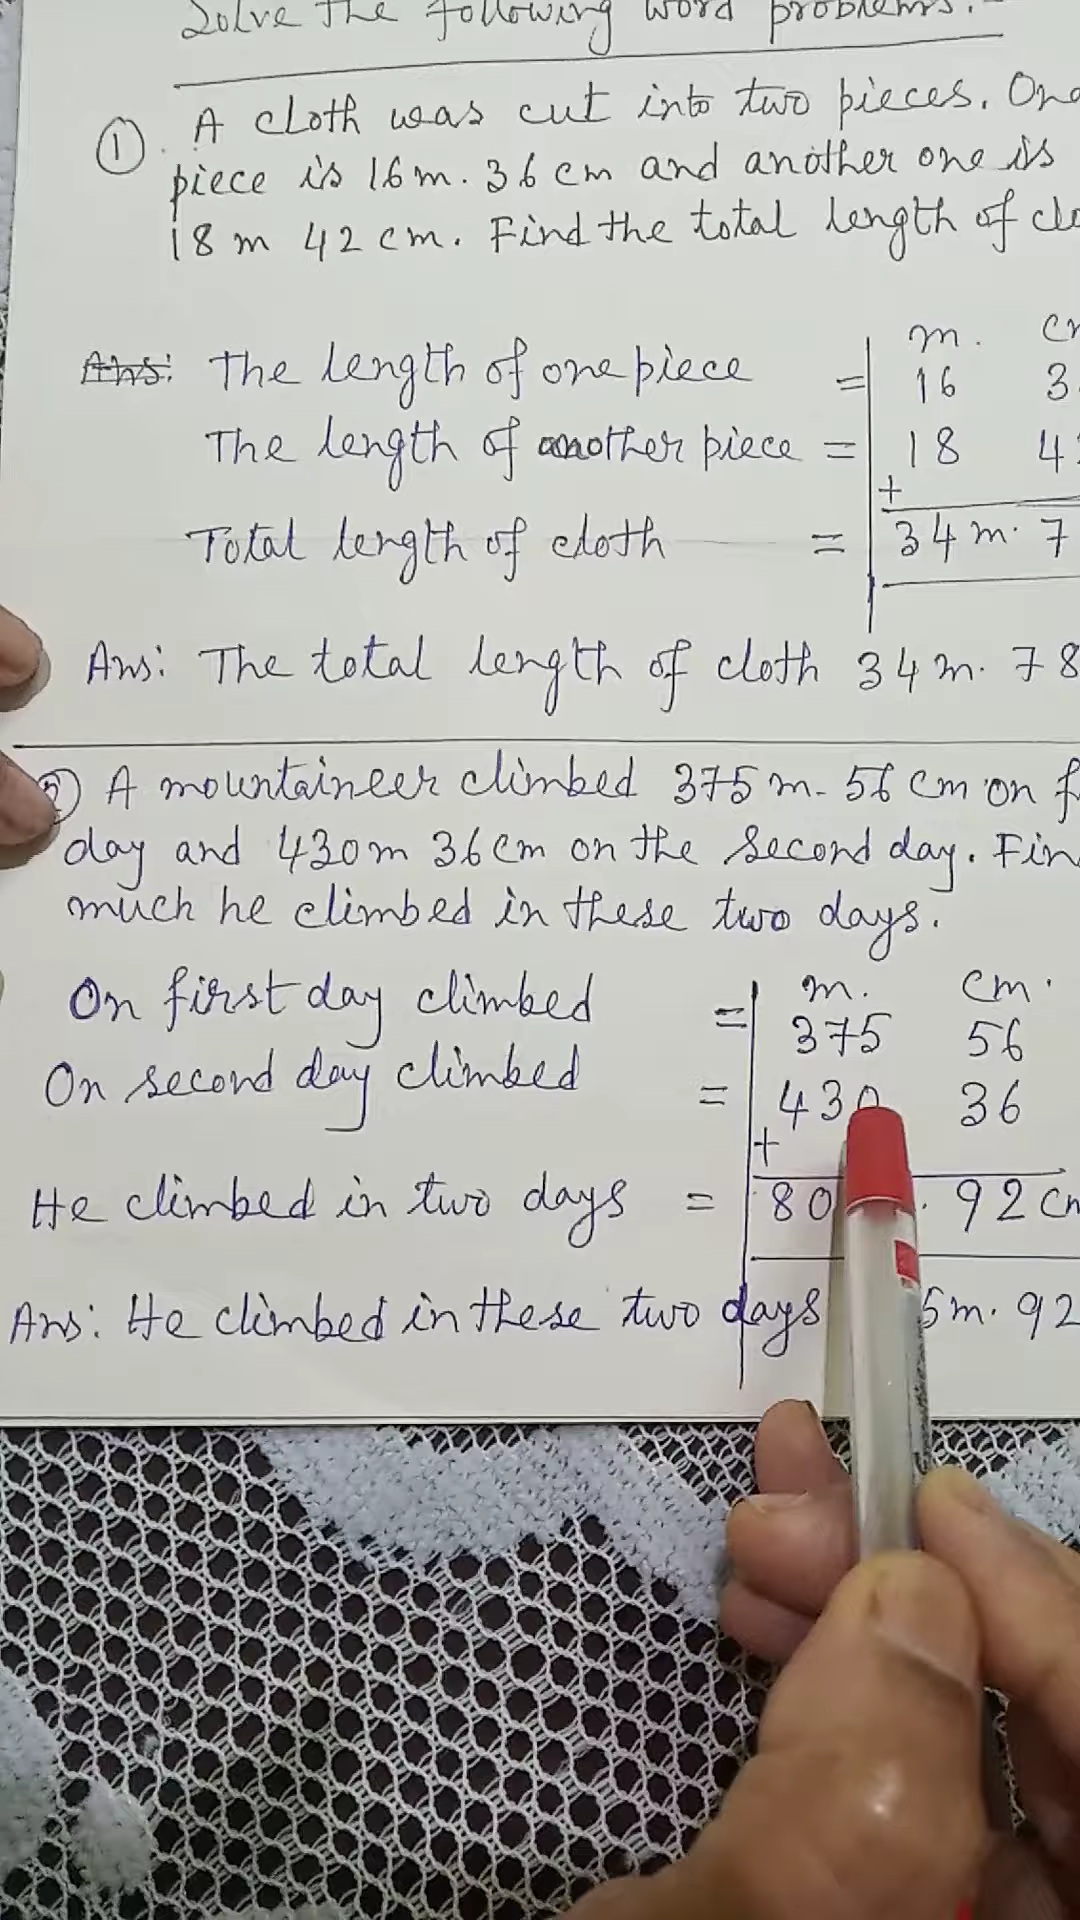 Solve the following word problems.
① A cloth was cut into two pieces. One
piece is 16 m. 36 cm and another one is
18 m 42 cm. Find the total length of
m.
Ans: The length of one piece = 16
The length of another piece = 18
+
Total length of cloth = 34 m. 7
Ans: The total length of cloth 34 m. 78
A mountaineer climbed 375 m. 56 cm on
day and 430 m 36 cm on the second day.
much he climbed in these two days.
m. cm.
On first day climbed = 375 56
On second day climbed = 430 36
+
He climbed in two days = 80 . 92
Ans: He climbed in these two days 5 m. 92